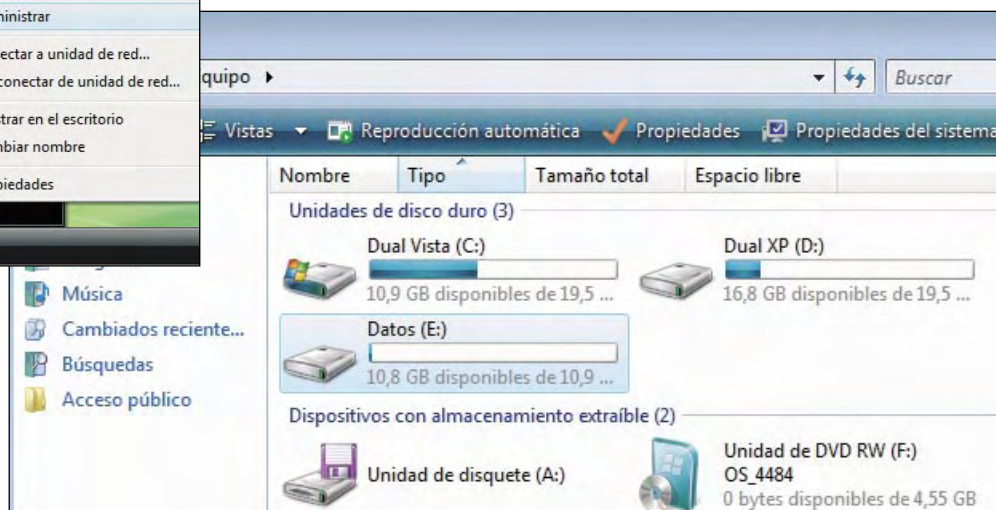 ministrar
ectar a unidad de red...
conectar de unidad de red...
strar en el escritorio
mbiar nombre
piedades
quipo
Buscar
Vistas Reproducción automática Propiedades Propiedades del sistema
Nombre Tipo Tamaño total Espacio libre
Unidades de disco duro (3)
Dual Vista (C:)
10,9 GB disponibles de 19,5 ...
Dual XP (D:)
16,8 GB disponibles de 19,5 ...
Datos (E:)
10,8 GB disponibles de 10,9 ...
Dispositivos con almacenamiento extraíble (2)
Unidad de disquete (A:)
Unidad de DVD RW (F:)
OS_4484
0 bytes disponibles de 4,55 GB
Música
Cambiados reciente...
Búsquedas
Acceso público